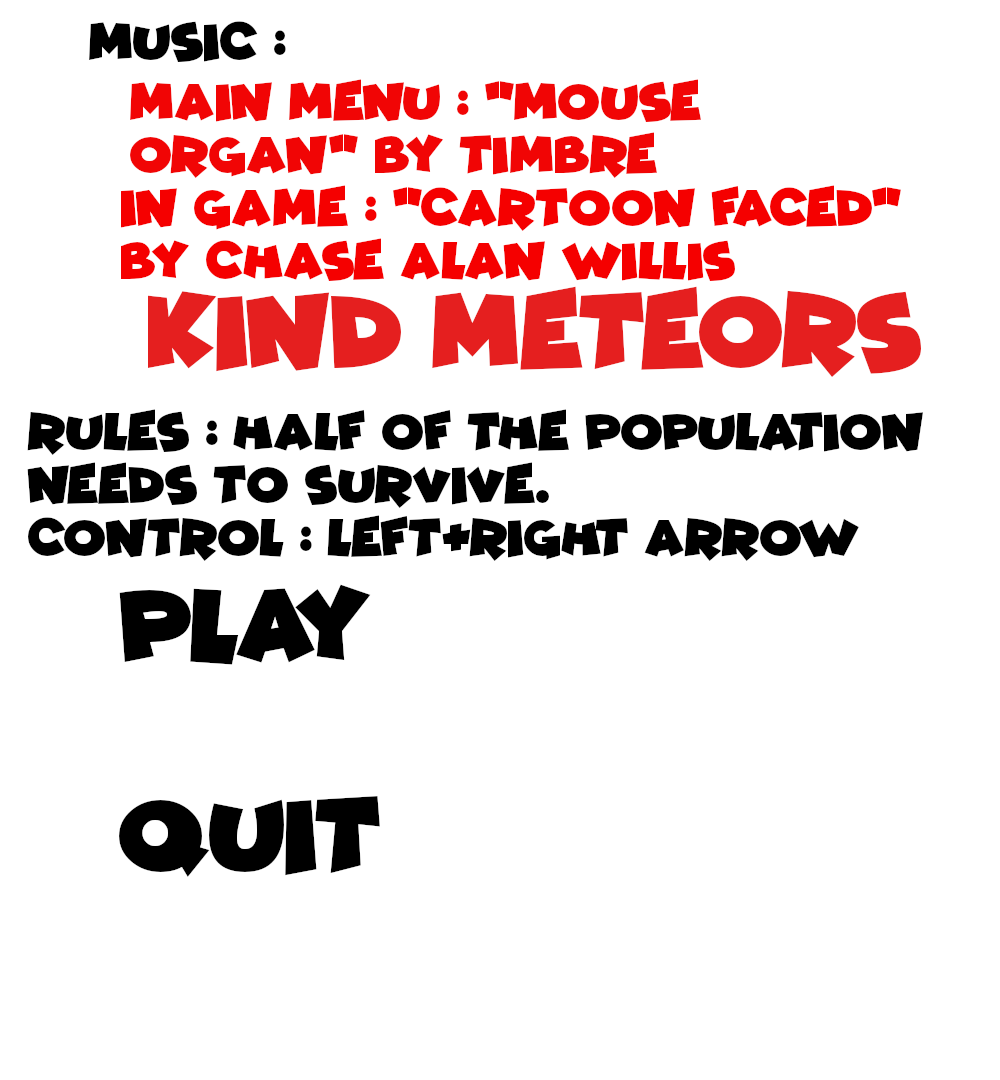 MUSIC :
MAIN MENU : "MOUSE
ORGAN" BY TIMBRE
IN GAME : "CARTOON FACED"
BY CHASE ALAN WILLIS
KIND METEORS
RULES : HALF OF THE POPULATION
NEEDS TO SURVIVE.
CONTROL : LEFT+RIGHT ARROW
PLAY
QUIT